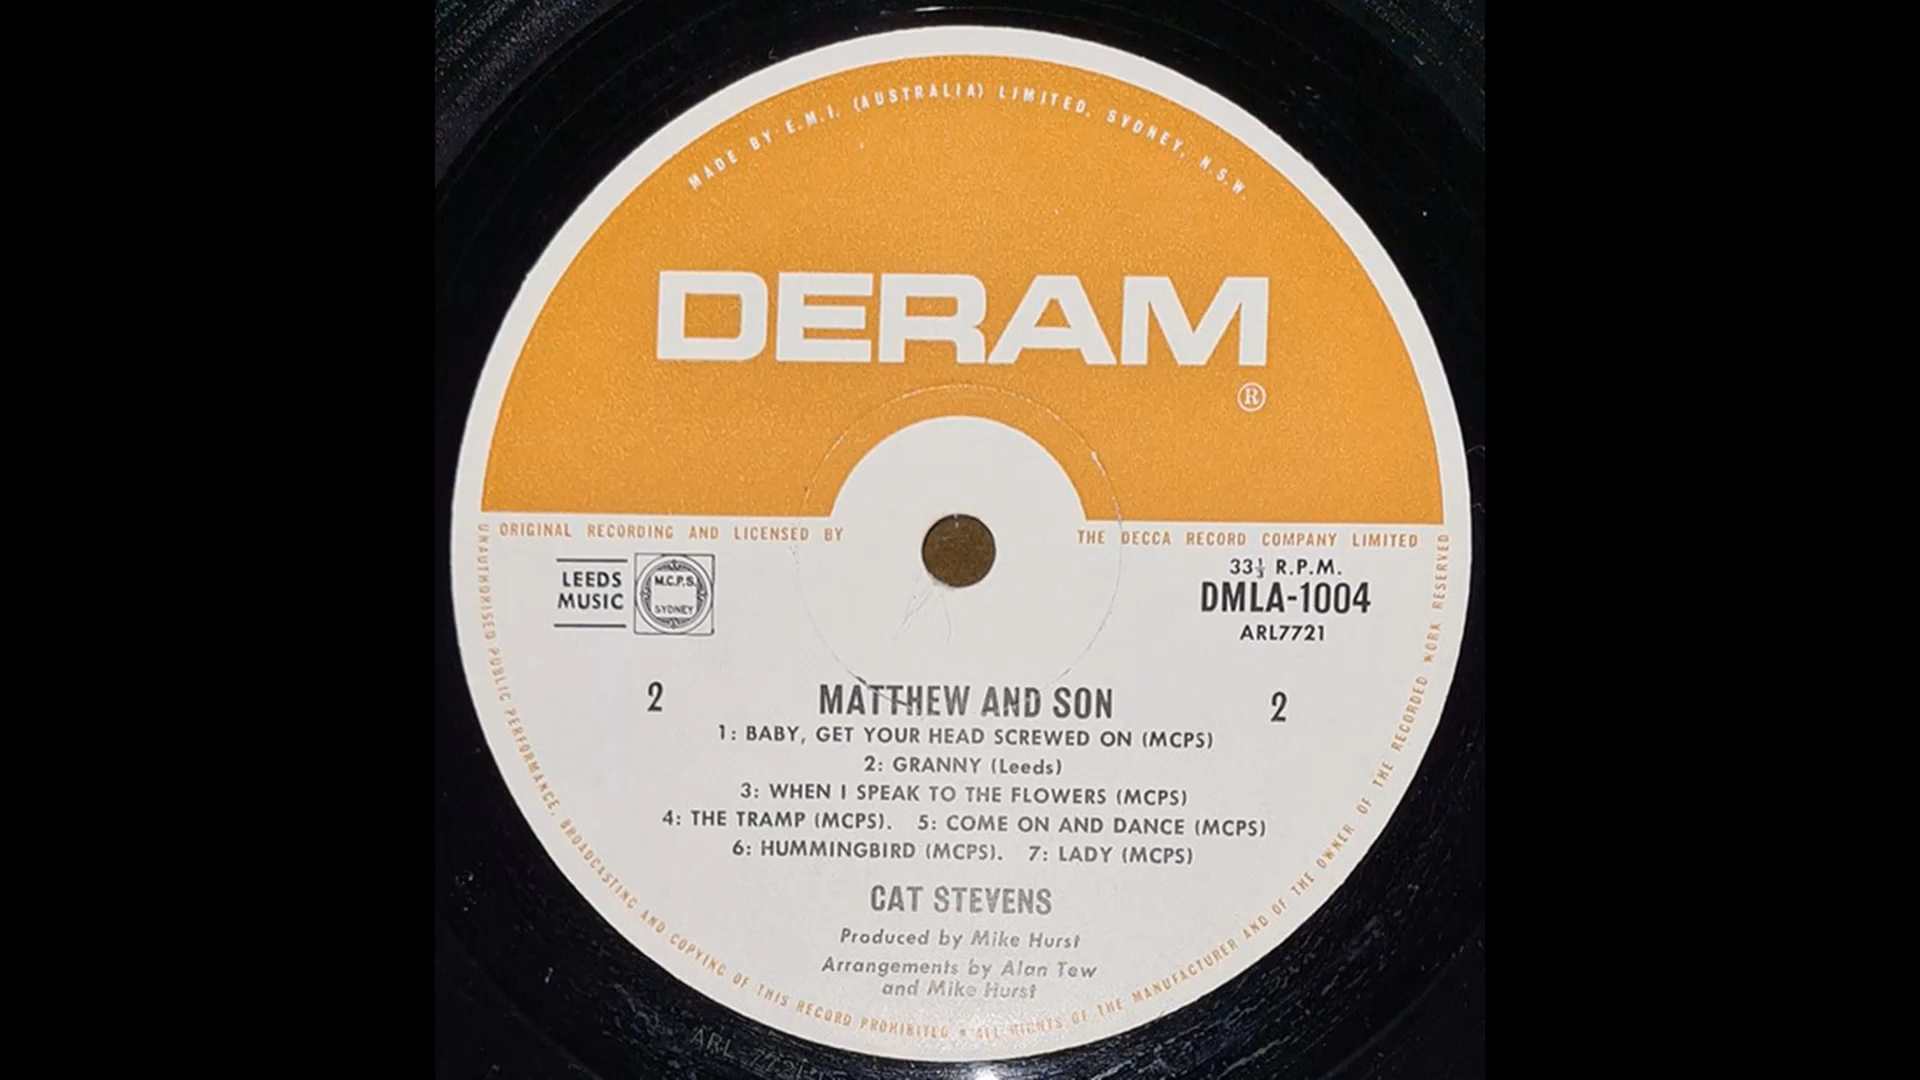 MADE BY E.M.I. (AUSTRALIA) LIMITED, SYDNEY, N.S.W.
DERAM
®
ORIGINAL RECORDING AND LICENSED BY THE DECCA RECORD COMPANY LIMITED
LEEDS
MUSIC
M.C.P.S.
SYDNEY
33⅓ R.P.M.
DMLA-1004
ARL7721
2 MATTHEW AND SON 2
1: BABY, GET YOUR HEAD SCREWED ON (MCPS)
2: GRANNY (Leeds)
3: WHEN I SPEAK TO THE FLOWERS (MCPS)
4: THE TRAMP (MCPS). 5: COME ON AND DANCE (MCPS)
6: HUMMINGBIRD (MCPS). 7: LADY (MCPS)
CAT STEVENS
Produced by Mike Hurst
Arrangements by Alan Tew
and Mike Hurst
UNAUTHORISED PUBLIC PERFORMANCE, BROADCASTING AND COPYING OF THIS RECORD PROHIBITED • ALL RIGHTS OF THE MANUFACTURER AND OF THE OWNER OF THE RECORDED WORK RESERVED
ARL